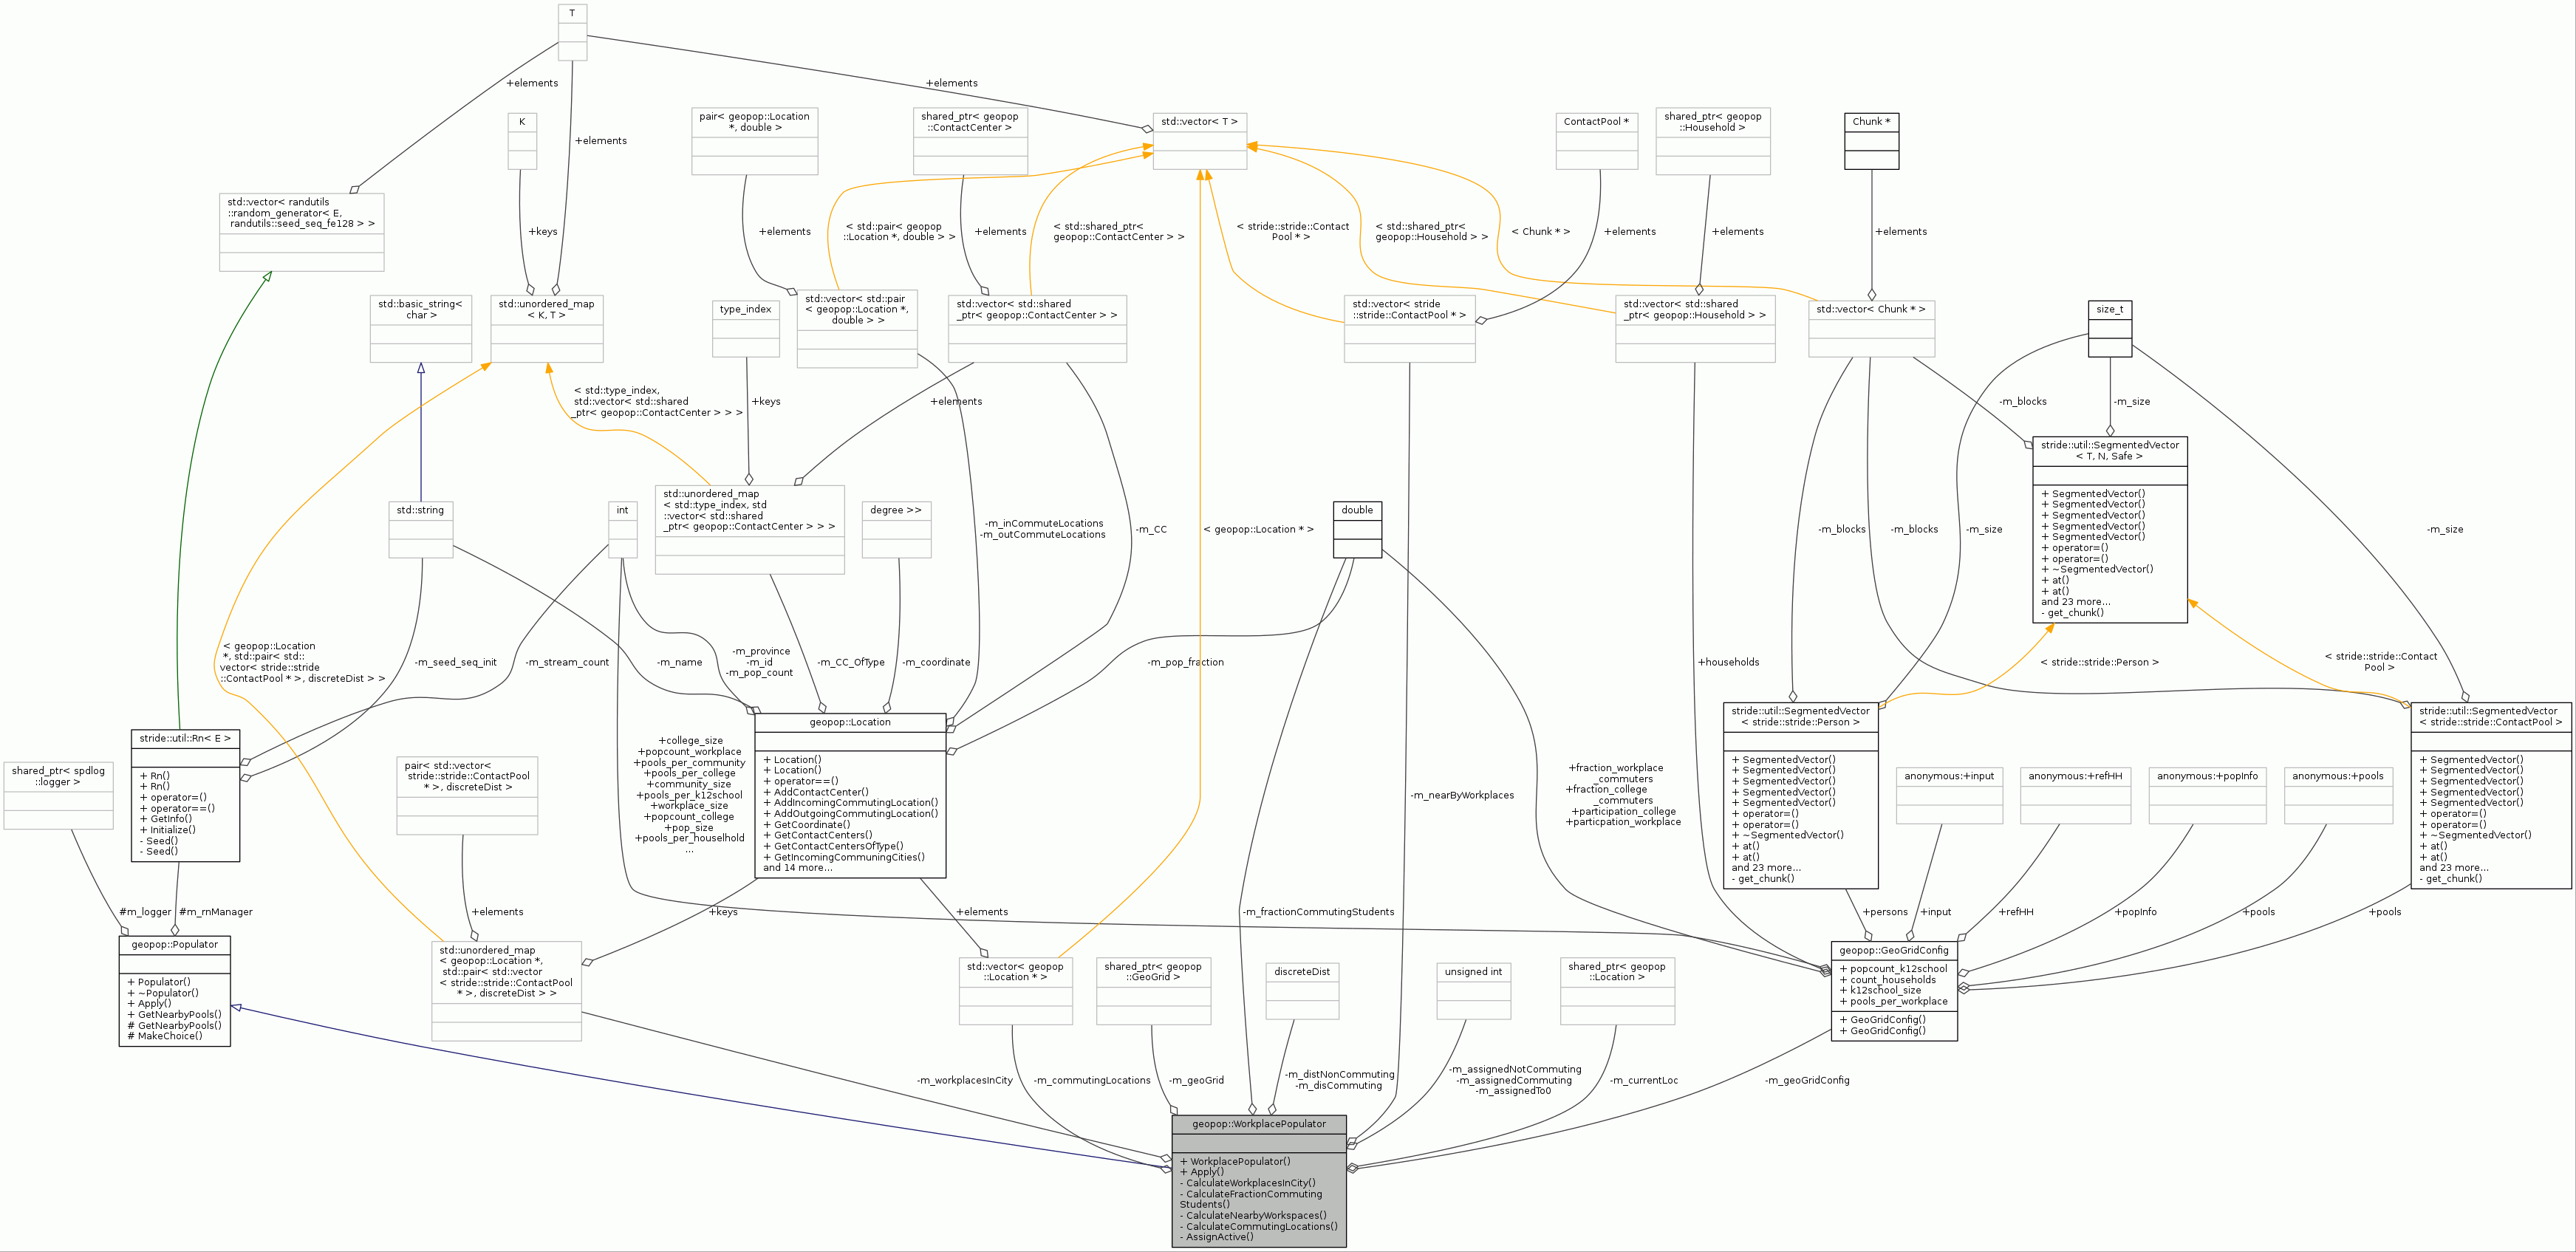 T
+elements
+elements
+elements
K
pair< geopop::Location
*, double >
shared_ptr< geopop
::ContactCenter >
std::vector< T >
ContactPool *
shared_ptr< geopop
::Household >
Chunk *
std::vector< randutils
::random_generator< E,
randutils::seed_seq_fe128 > >
+keys
+elements
< std::pair< geopop
::Location *, double > >
+elements
< std::shared_ptr<
geopop::ContactCenter > >
< stride::stride::Contact
Pool * >
< std::shared_ptr<
geopop::Household > >
< Chunk * >
+elements
+elements
+elements
std::basic_string<
char >
std::unordered_map
< K, T >
type_index
std::vector< std::pair
< geopop::Location *,
double > >
std::vector< std::shared
_ptr< geopop::ContactCenter > >
std::vector< stride
::stride::ContactPool * >
std::vector< std::shared
_ptr< geopop::Household > >
std::vector< Chunk * >
size_t
< std::type_index,
std::vector< std::shared
_ptr< geopop::ContactCenter > > >
+keys
+elements
-m_blocks
-m_size
stride::util::SegmentedVector
< T, N, Safe >
+ SegmentedVector()
+ SegmentedVector()
+ SegmentedVector()
+ SegmentedVector()
+ SegmentedVector()
+ operator=()
+ operator=()
+ ~SegmentedVector()
+ at()
+ at()
and 23 more...
- get_chunk()
std::string
int
std::unordered_map
< std::type_index, std
::vector< std::shared
_ptr< geopop::ContactCenter > > >
degree >>
-m_inCommuteLocations
-m_outCommuteLocations
-m_CC
< geopop::Location * >
double
-m_blocks
-m_blocks
-m_size
-m_size
< geopop::Location
*, std::pair< std::
vector< stride::stride
::ContactPool * >, discreteDist > >
-m_seed_seq_init
-m_stream_count
-m_name
-m_province
-m_id
-m_pop_count
-m_CC_OfType
-m_coordinate
-m_pop_fraction
+households
< stride::stride::Person >
< stride::stride::Contact
Pool >
stride::util::Rn< E >
+ Rn()
+ Rn()
+ operator=()
+ operator==()
+ GetInfo()
+ Initialize()
- Seed()
- Seed()
shared_ptr< spdlog
::logger >
pair< std::vector<
stride::stride::ContactPool
* >, discreteDist >
+college_size
+popcount_workplace
+pools_per_community
+pools_per_college
+community_size
+pools_per_k12school
+workplace_size
+popcount_college
+pop_size
+pools_per_houselhold
...
geopop::Location
+ Location()
+ Location()
+ operator==()
+ AddContactCenter()
+ AddIncomingCommutingLocation()
+ AddOutgoingCommutingLocation()
+ GetCoordinate()
+ GetContactCenters()
+ GetContactCentersOfType()
+ GetIncomingCommuningCities()
and 14 more...
-m_nearByWorkplaces
+fraction_workplace
_commuters
+fraction_college
_commuters
+participation_college
+particpation_workplace
stride::util::SegmentedVector
< stride::stride::Person >
+ SegmentedVector()
+ SegmentedVector()
+ SegmentedVector()
+ SegmentedVector()
+ SegmentedVector()
+ operator=()
+ operator=()
+ ~SegmentedVector()
+ at()
+ at()
and 23 more...
- get_chunk()
anonymous:+input
anonymous:+refHH
anonymous:+popInfo
anonymous:+pools
stride::util::SegmentedVector
< stride::stride::ContactPool >
+ SegmentedVector()
+ SegmentedVector()
+ SegmentedVector()
+ SegmentedVector()
+ SegmentedVector()
+ operator=()
+ operator=()
+ ~SegmentedVector()
+ at()
+ at()
and 23 more...
- get_chunk()
#m_logger
#m_rnManager
+elements
+keys
+elements
-m_fractionCommutingStudents
+persons
+input
+refHH
+popInfo
+pools
+pools
geopop::Populator
+ Populator()
+ ~Populator()
+ Apply()
+ GetNearbyPools()
# GetNearbyPools()
# MakeChoice()
std::unordered_map
< geopop::Location *,
std::pair< std::vector
< stride::stride::ContactPool
* >, discreteDist > >
std::vector< geopop
::Location * >
shared_ptr< geopop
::GeoGrid >
discreteDist
unsigned int
shared_ptr< geopop
::Location >
geopop::GeoGridConfig
+ popcount_k12school
+ count_households
+ k12school_size
+ pools_per_workplace
+ GeoGridConfig()
+ GeoGridConfig()
-m_workplacesInCity
-m_commutingLocations
-m_geoGrid
-m_distNonCommuting
-m_disCommuting
-m_assignedNotCommuting
-m_assignedCommuting
-m_assignedTo0
-m_currentLoc
-m_geoGridConfig
geopop::WorkplacePopulator
+ WorkplacePopulator()
+ Apply()
- CalculateWorkplacesInCity()
- CalculateFractionCommuting
Students()
- CalculateNearbyWorkspaces()
- CalculateCommutingLocations()
- AssignActive()